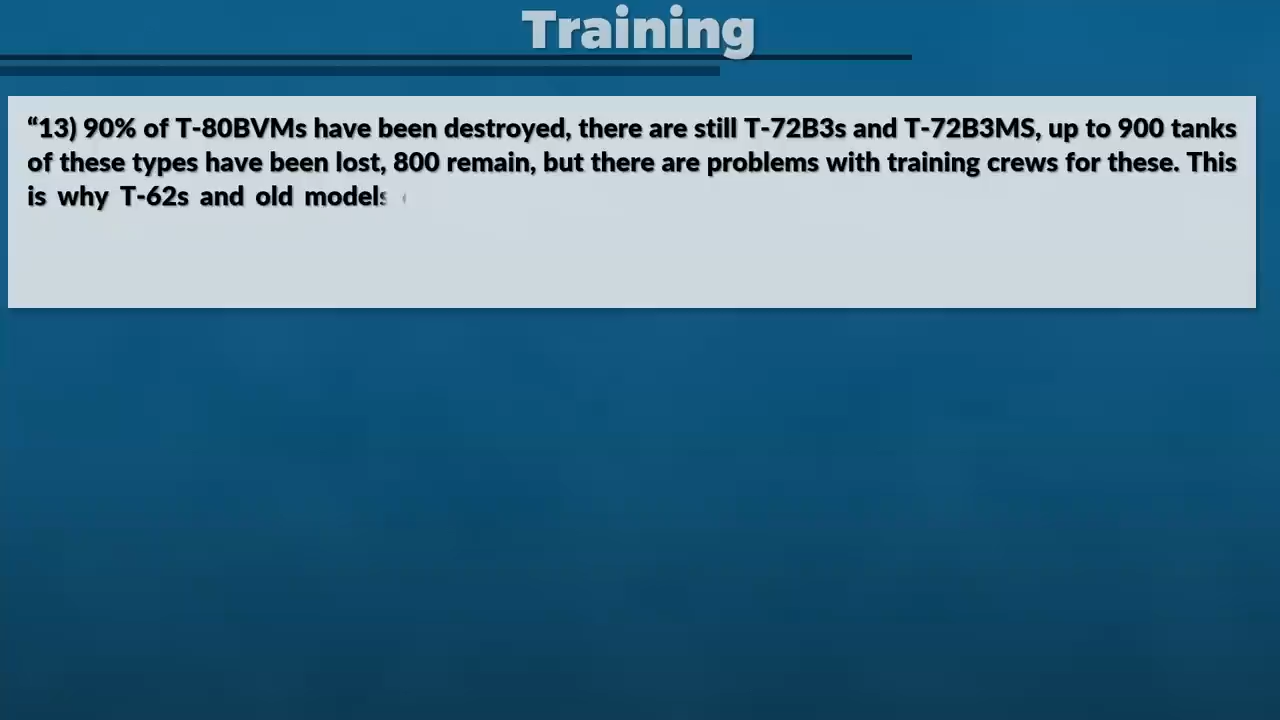 Training
“13) 90% of T-80BVMs have been destroyed, there are still T-72B3s and T-72B3MS, up to 900 tanks
of these types have been lost, 800 remain, but there are problems with training crews for these. This
is why T-62s and old models